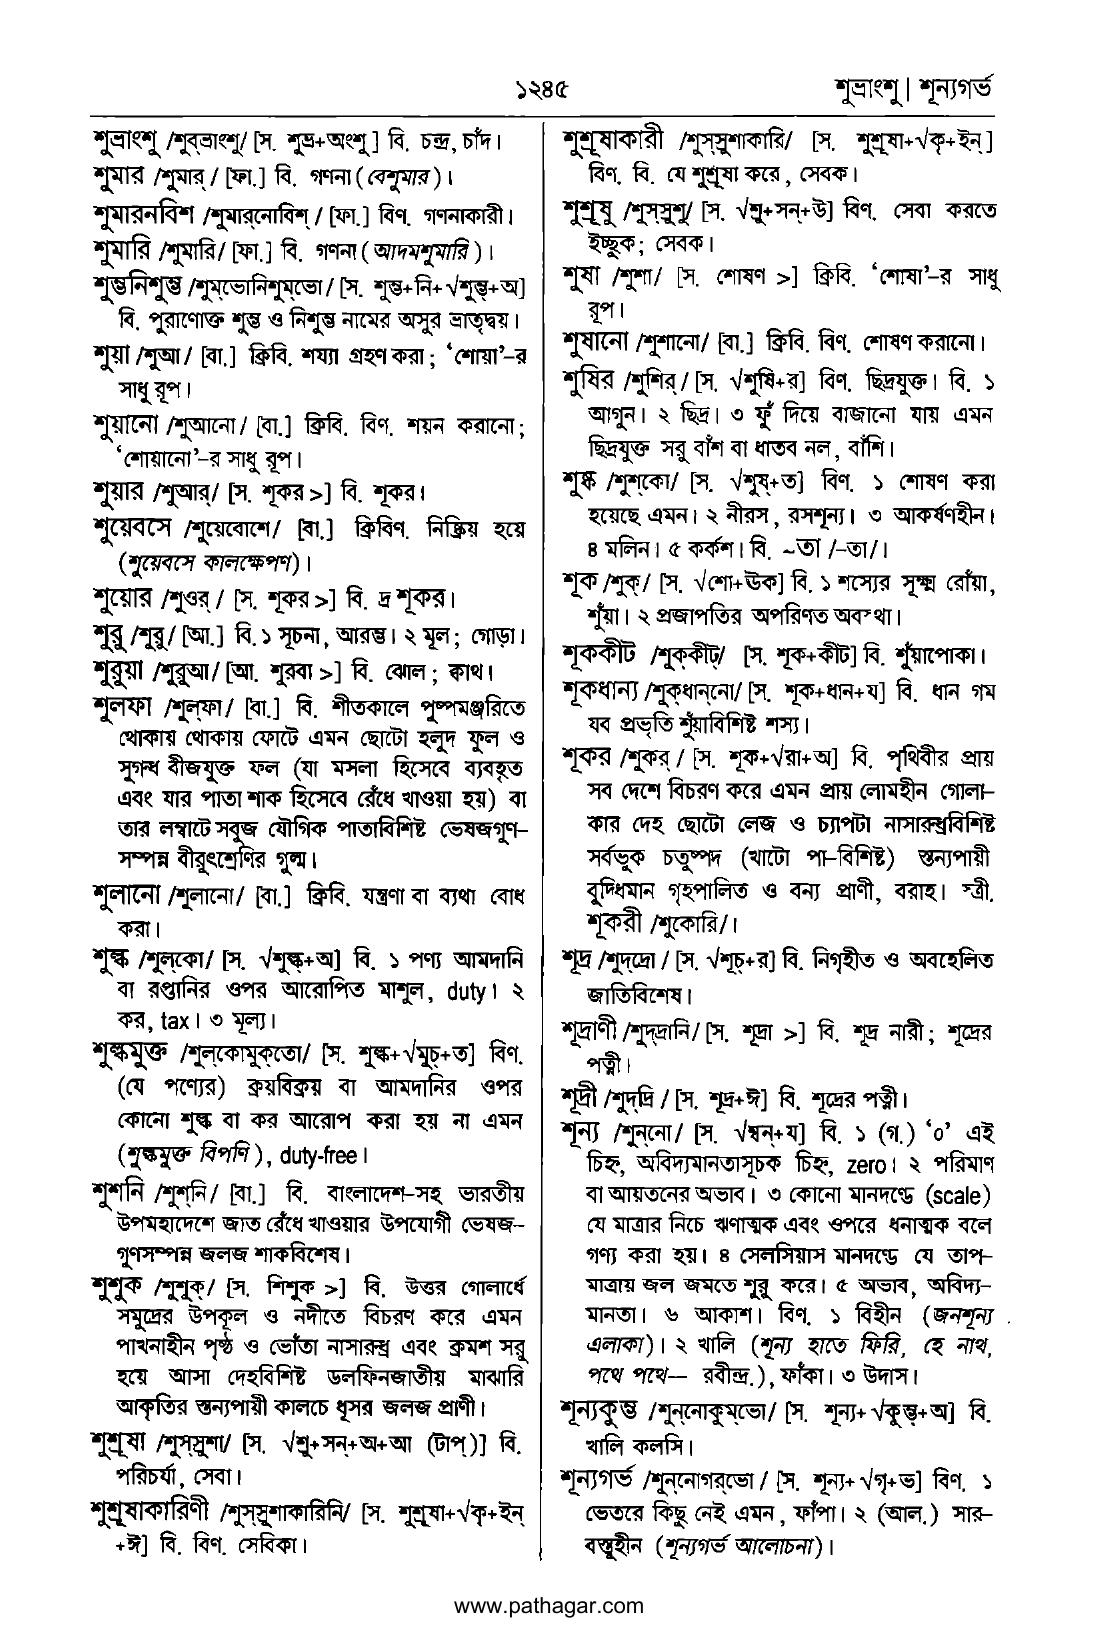 ১২৪৫
শুভ্রাংশু | শূন্যগর্ভ
শুভ্রাংশু /শুব্ভ্রাংশু/ [স. শুভ্র+অংশু] বি. চন্দ্র, চাঁদ।
শুমার /শুমার্/ [ফা.] বি. গণনা (বেশুমার)।
শুমারনবিশ /শুমার্‌নোবিশ্/ [ফা.] বিণ. গণনাকারী।
শুমারি /শুমারি/ [ফা.] বি. গণনা (আদমশুমারি)।
শুম্ভনিশুম্ভ /শুম্‌ভোনিশুম্‌ভো/ [স. শুম্ভ+নি+√শুম্ভ্+অ]
বি. পুরাণোক্ত শুম্ভ ও নিশুম্ভ নামের অসুর ভ্রাতৃদ্বয়।
শুয়া /শুআ/ [বা.] ক্রিবি. শয্যা গ্রহণ করা; ‘শোয়া’-র
সাধু রূপ।
শুয়ানো /শুআনো/ [বা.] ক্রিবি. বিণ. শয়ন করানো;
‘শোয়ানো’-র সাধু রূপ।
শুয়ার /শুআর্/ [স. শূকর >] বি. শূকর।
শুয়েবসে /শুয়েবোশে/ [বা.] ক্রিবিণ. নিষ্ক্রিয় হয়ে
(শুয়েবসে কালক্ষেপণ)।
শুয়োর /শুওর্/ [স. শূকর >] বি. দ্র শূকর।
শুরু /শুরু/ [আ.] বি. ১ সূচনা, আরম্ভ। ২ মূল; গোড়া।
শুরুয়া /শুরুআ/ [আ. শূরবা >] বি. ঝোল; ক্বাথ।
শুলফা /শুল্‌ফা/ [বা.] বি. শীতকালে পুষ্পমঞ্জরিতে
থোকায় থোকায় ফোটে এমন ছোটো হলুদ ফুল ও
সুগন্ধ বীজযুক্ত ফল (যা মসলা হিসেবে ব্যবহৃত
এবং যার পাতা শাক হিসেবে রেঁধে খাওয়া হয়) বা
তার লম্বাটে সবুজ যৌগিক পাতাবিশিষ্ট ভেষজগুণ-
সম্পন্ন বীরুৎশ্রেণির গুল্ম।
শুলানো /শুলানো/ [বা.] ক্রিবি. যন্ত্রণা বা ব্যথা বোধ
করা।
শুল্ক /শুল্‌কো/ [স. √শুল্ক্+অ] বি. ১ পণ্য আমদানি
বা রপ্তানির ওপর আরোপিত মাশুল, duty। ২
কর, tax। ৩ মূল্য।
শুল্কমুক্ত /শুল্‌কোমুক্‌তো/ [স. শুল্ক+√মুচ্+ত] বিণ.
(যে পণ্যের) ক্রয়বিক্রয় বা আমদানির ওপর
কোনো শুল্ক বা কর আরোপ করা হয় না এমন
(শুল্কমুক্ত বিপণি), duty-free।
শুশনি /শুশ্‌নি/ [বা.] বি. বাংলাদেশ-সহ ভারতীয়
উপমহাদেশে জাত রেঁধে খাওয়ার উপযোগী ভেষজ-
গুণসম্পন্ন জলজ শাকবিশেষ।
শুশুক /শুশুক্/ [স. শিশুক >] বি. উত্তর গোলার্ধে
সমুদ্রের উপকূল ও নদীতে বিচরণ করে এমন
পাখনাহীন পৃষ্ঠ ও ভোঁতা নাসারন্ধ্র এবং ক্রমশ সরু
হয়ে আসা দেহবিশিষ্ট ডলফিনজাতীয় মাঝারি
আকৃতির স্তন্যপায়ী কালচে ধূসর জলজ প্রাণী।
শুশ্রূষা /শুস্‌স্রুশা/ [স. √শ্রু+সন্+অ+আ (টাপ্)] বি.
পরিচর্যা, সেবা।
শুশ্রূষাকারিণী /শুস্‌স্রুশাকারিনি/ [স. শুশ্রূষা+√কৃ+ইন্
+ঈ] বি. বিণ. সেবিকা।
শুশ্রূষাকারী /শুস্‌স্রুশাকারি/ [স. শুশ্রূষা+√কৃ+ইন্]
বিণ. বি. যে শুশ্রূষা করে, সেবক।
শুশ্রূষু /শুস্‌স্রুশু/ [স. √শ্রু+সন্+উ] বিণ. সেবা করতে
ইচ্ছুক; সেবক।
শুষা /শুশা/ [স. শোষণ >] ক্রিবি. ‘শোষা’-র সাধু
রূপ।
শুষানো /শুশানো/ [বা.] ক্রিবি. বিণ. শোষণ করানো।
শুষির /শুশির্/ [স. √শুষি+র] বিণ. ছিদ্রযুক্ত। বি. ১
আগুন। ২ ছিদ্র। ৩ ফুঁ দিয়ে বাজানো যায় এমন
ছিদ্রযুক্ত সরু বাঁশ বা ধাতব নল, বাঁশি।
শুষ্ক /শুশ্‌কো/ [স. √শুষ্+ত] বিণ. ১ শোষণ করা
হয়েছে এমন। ২ নীরস, রসশূন্য। ৩ আকর্ষণহীন।
৪ মলিন। ৫ কর্কশ। বি. ~তা /-তা/।
শূক /শুক্/ [স. √শো+ঊক] বি. ১ শস্যের সূক্ষ্ম রোঁয়া,
শুঁয়া। ২ প্রজাপতির অপরিণত অবস্থা।
শূককীট /শুক্‌কীট্/ [স. শূক+কীট] বি. শুঁয়াপোকা।
শূকধান্য /শুক্‌ধান্‌নো/ [স. শূক+ধান+য] বি. ধান গম
যব প্রভৃতি শুঁয়াবিশিষ্ট শস্য।
শূকর /শুকর্/ [স. শূক+√রা+অ] বি. পৃথিবীর প্রায়
সব দেশে বিচরণ করে এমন প্রায় লোমহীন গোলা-
কার দেহ ছোটো লেজ ও চ্যাপটা নাসারন্ধ্রবিশিষ্ট
সর্বভুক চতুষ্পদ (খাটো পা-বিশিষ্ট) স্তন্যপায়ী
বুদ্ধিমান গৃহপালিত ও বন্য প্রাণী, বরাহ। স্ত্রী.
শূকরী /শুকোরি/।
শূদ্র /শুদ্‌দ্রো/ [স. √শূচ+র] বি. নিগৃহীত ও অবহেলিত
জাতিবিশেষ।
শূদ্রাণী /শুদ্‌দ্রানি/ [স. শূদ্রা >] বি. শূদ্র নারী; শূদ্রের
পত্নী।
শূদ্রী /শুদ্‌দ্রি/ [স. শূদ্র+ঈ] বি. শূদ্রের পত্নী।
শূন্য /শুন্‌নো/ [স. √শ্বন্+য] বি. ১ (গ.) ‘০’ এই
চিহ্ন, অবিদ্যমানতাসূচক চিহ্ন, zero। ২ পরিমাণ
বা আয়তনের অভাব। ৩ কোনো মানদণ্ডে (scale)
যে মাত্রার নিচে ঋণাত্মক এবং ওপরে ধনাত্মক বলে
গণ্য করা হয়। ৪ সেলসিয়াস মানদণ্ডে যে তাপ-
মাত্রায় জল জমতে শুরু করে। ৫ অভাব, অবিদ্য-
মানতা। ৬ আকাশ। বিণ. ১ বিহীন (জনশূন্য
এলাকা)। ২ খালি (শূন্য হাতে ফিরি, হে নাথ,
পথে পথে— রবীন্দ্র.), ফাঁকা। ৩ উদাস।
শূন্যকুম্ভ /শুন্‌নোকুম্‌ভো/ [স. শূন্য+√কুম্ভ্+অ] বি.
খালি কলসি।
শূন্যগর্ভ /শুন্‌নোগর্‌ভো/ [স. শূন্য+√গৃ+ভ] বিণ. ১
ভেতরে কিছু নেই এমন, ফাঁপা। ২ (আল.) সার-
বস্তুহীন (শূন্যগর্ভ আলোচনা)।
www.pathagar.com